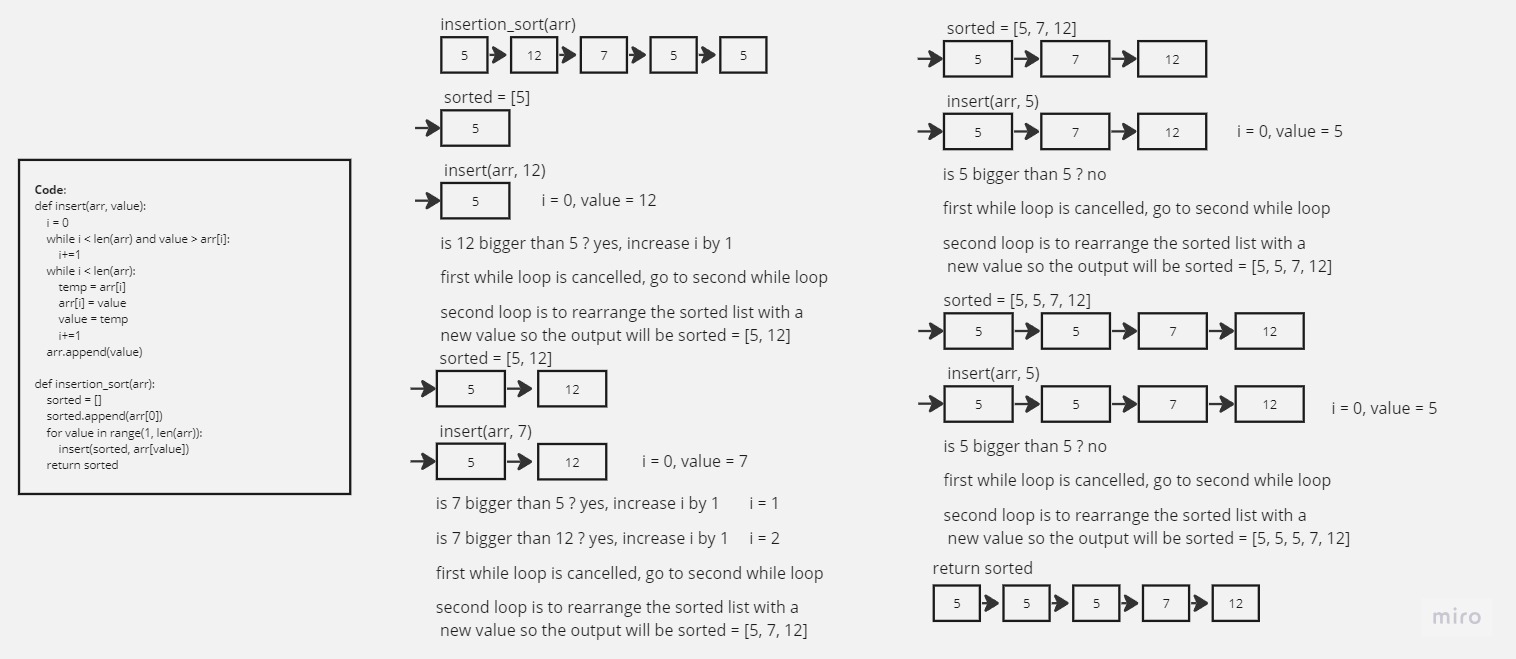 Code:
def insert(arr, value):
i = 0
while i < len(arr) and value > arr[i]:
i+=1
while i < len(arr):
temp = arr[i]
arr[i] = value
value = temp
i+=1
arr.append(value)
def insertion_sort(arr):
sorted = []
sorted.append(arr[0])
for value in range(1, len(arr)):
insert(sorted, arr[value])
return sorted
insertion_sort(arr)
5 12 7 5 5
sorted = [5]
5
insert(arr, 12)
5 i = 0, value = 12
is 12 bigger than 5 ? yes, increase i by 1
first while loop is cancelled, go to second while loop
second loop is to rearrange the sorted list with a
new value so the output will be sorted = [5, 12]
sorted = [5, 12]
5 12
insert(arr, 7)
5 12 i = 0, value = 7
is 7 bigger than 5 ? yes, increase i by 1 i = 1
is 7 bigger than 12 ? yes, increase i by 1 i = 2
first while loop is cancelled, go to second while loop
second loop is to rearrange the sorted list with a
new value so the output will be sorted = [5, 7, 12]
sorted = [5, 7, 12]
5 7 12
insert(arr, 5)
5 7 12 i = 0, value = 5
is 5 bigger than 5 ? no
first while loop is cancelled, go to second while loop
second loop is to rearrange the sorted list with a
new value so the output will be sorted = [5, 5, 7, 12]
sorted = [5, 5, 7, 12]
5 5 7 12
insert(arr, 5)
5 5 7 12 i = 0, value = 5
is 5 bigger than 5 ? no
first while loop is cancelled, go to second while loop
second loop is to rearrange the sorted list with a
new value so the output will be sorted = [5, 5, 5, 7, 12]
return sorted
5 5 5 7 12
miro